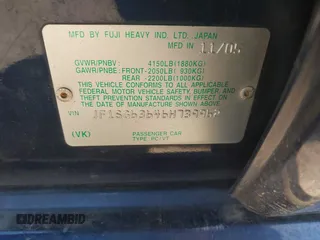 MFD BY FUJI HEAVY IND., LTD. JAPAN
MFD IN 11/05
GVWR/PNBV: 4150LB(1880KG)
GAWR/PNBE: FRONT-2050LB( 930KG)
REAR -2200LB(1000KG)
THIS VEHICLE CONFORMS TO ALL APPLICABLE
FEDERAL MOTOR VEHICLE SAFETY, BUMPER, AND
THEFT PREVENTION STANDARDS IN EFFECT ON
THE DATE OF MANUFACTURE SHOWN ABOVE.
VIN
(VK)
PASSENGER CAR
DREAMBID